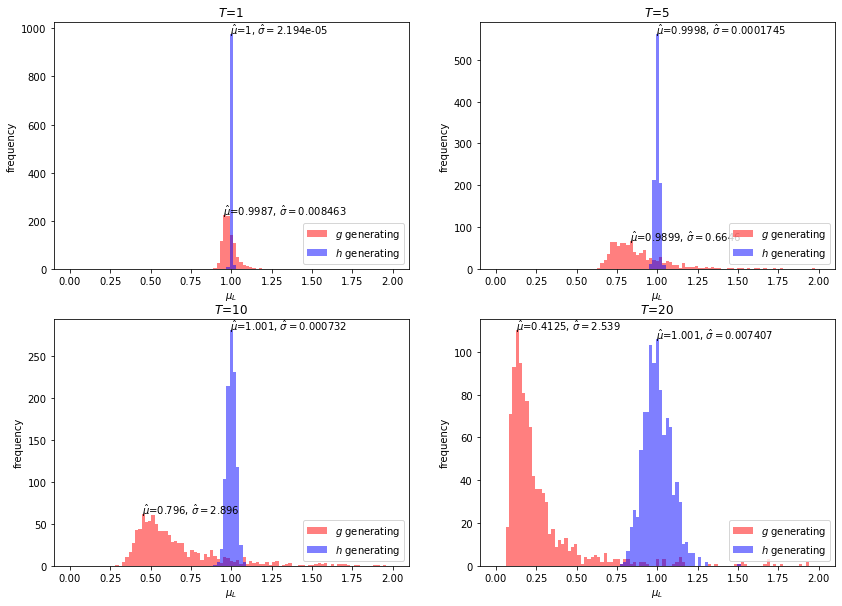 T=1
frequency
1000
800
600
400
200
0
μ̂=1, σ̂ = 2.194e-05
μ̂=0.9987, σ̂ = 0.008463
g generating
h generating
0.00 0.25 0.50 0.75 1.00 1.25 1.50 1.75 2.00
μL
T=5
frequency
500
400
300
200
100
0
μ̂=0.9998, σ̂ = 0.0001745
μ̂=0.9899, σ̂ = 0.664
g generating
h generating
0.00 0.25 0.50 0.75 1.00 1.25 1.50 1.75 2.00
μL
T=10
frequency
250
200
150
100
50
0
μ̂=1.001, σ̂ = 0.000732
μ̂=0.796, σ̂ = 2.896
g generating
h generating
0.00 0.25 0.50 0.75 1.00 1.25 1.50 1.75 2.00
μL
T=20
frequency
100
80
60
40
20
0
μ̂=0.4125, σ̂ = 2.539
μ̂=1.001, σ̂ = 0.007407
g generating
h generating
0.00 0.25 0.50 0.75 1.00 1.25 1.50 1.75 2.00
μL